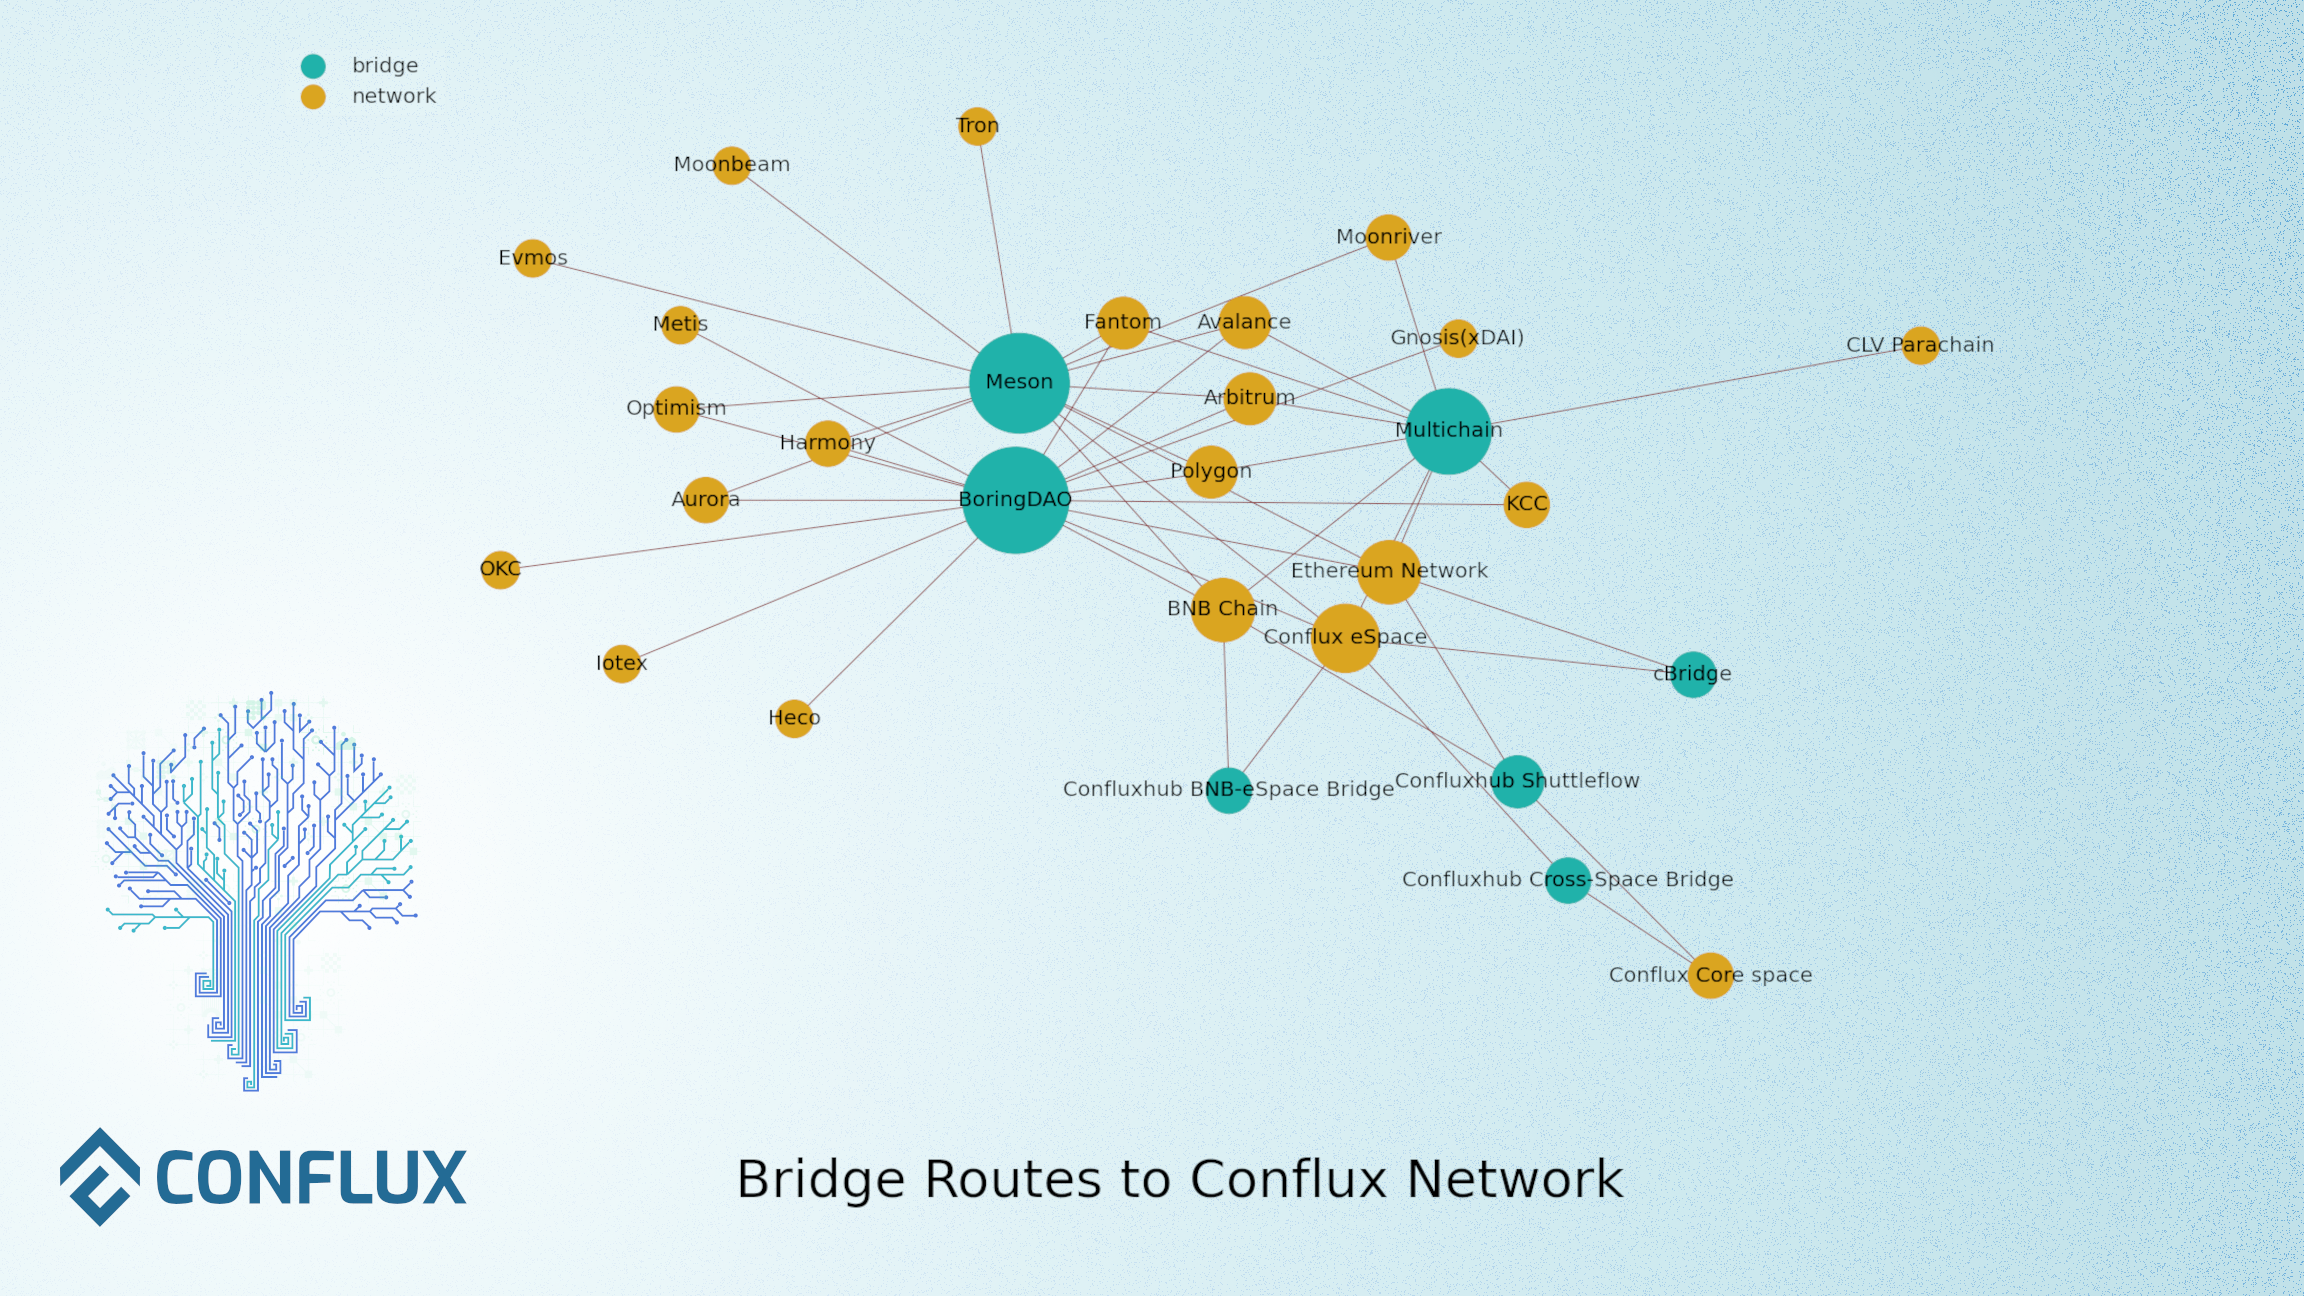 bridge
network
Tron
Moonbeam
Moonriver
Evmos
Metis
Fantom
Avalance
Gnosis(xDAI)
CLV Parachain
Meson
Optimism
Arbitrum
Multichain
Harmony
Polygon
Aurora
BoringDAO
KCC
OKC
Ethereum Network
BNB Chain
Conflux eSpace
Iotex
cBridge
Heco
Confluxhub BNB-eSpace Bridge
Confluxhub Shuttleflow
Confluxhub Cross-Space Bridge
Conflux Core space
CONFLUX
Bridge Routes to Conflux Network